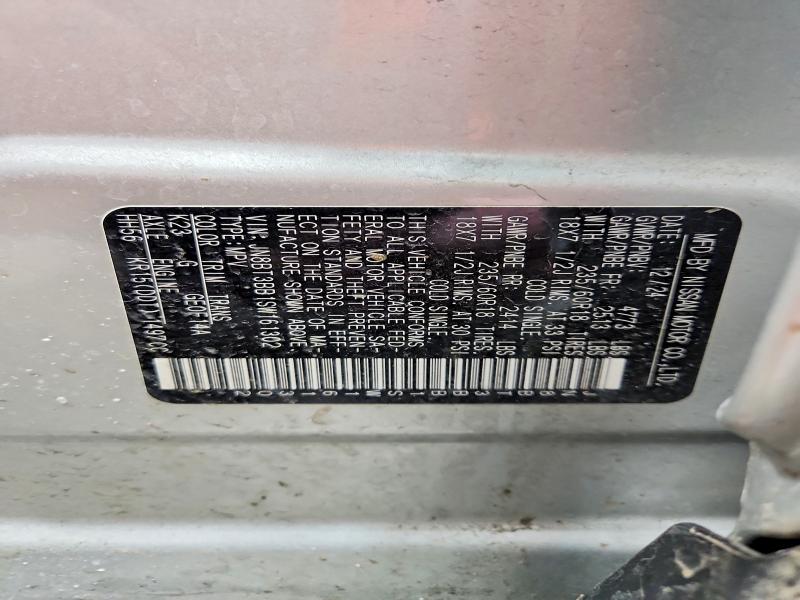 MFD BY NISSAN MOTOR CO.,LTD.
DATE: 12/24
GVWR/PNBV: 4773 LBS
GAWR/PNBE FR. 2513 LBS
WITH 235/60R18 TIRES
18X7 1/2J RIMS AT 33 PSI
COLD SINGLE
GAWR/PNBE RR. 2414 LBS
WITH 235/60R18 TIRES
18X7 1/2J RIMS AT 30 PSI
COLD SINGLE
THIS VEHICLE CONFORMS
TO ALL APPLICABLE FED-
ERAL MOTOR VEHICLE SA-
FETY AND THEFT PREVEN-
TION STANDARDS IN EFF-
ECT ON THE DATE OF MA-
NUFACTURE SHOWN ABOVE.
V.I.N: JN8BT3BB1SW161302
TYPE: MPV
COLOR TRIM TRANS
K23 G
AXLE ENGINE
HH56 KR15DDT 1497CC
JN8BT3BB1SW161302